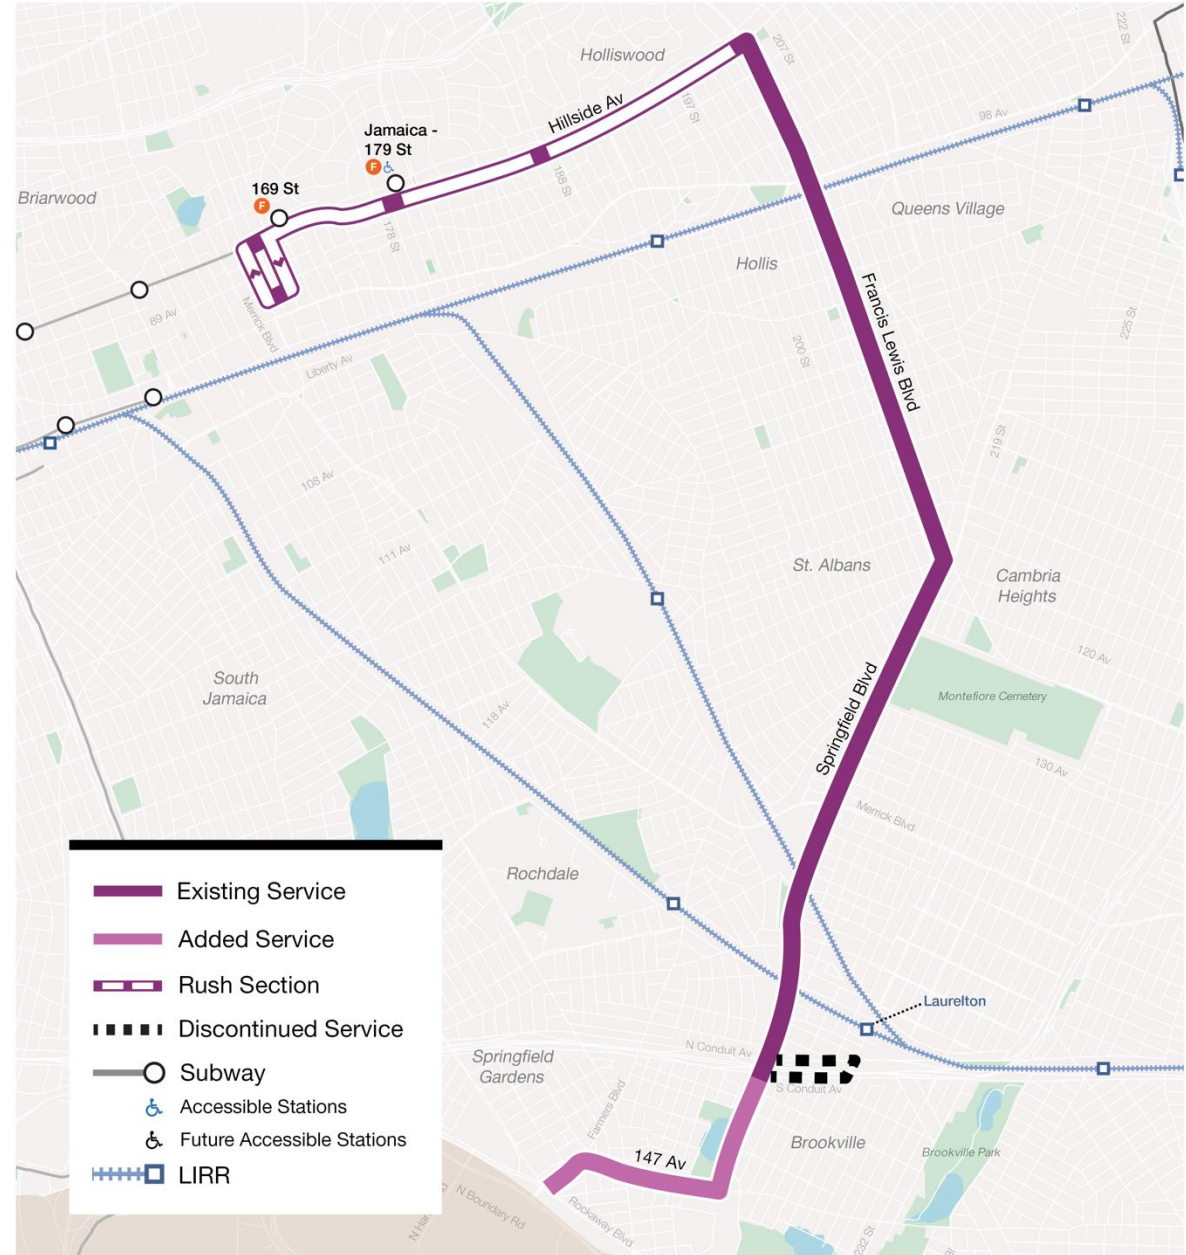 222 St
207 St
Holliswood
197 St
Hillside Av
98 Av
Jamaica -
179 St
F
188 St
169 St
F
Briarwood
Queens Village
178 St
Hollis
Merrick Blvd
89 Av
Francis Lewis Blvd
225 St
200 St
Liberty Av
219 St
108 Av
111 Av
St. Albans
Cambria
Heights
120 Av
South
Jamaica
Montefiore Cemetery
118 Av
Springfield Blvd
130 Av
Merrick Blvd
Rochdale
Existing Service
Added Service
Rush Section
Discontinued Service
Subway
Accessible Stations
Future Accessible Stations
LIRR
Laurelton
N Conduit Av
Springfield
Gardens
S Conduit Av
Farmers Blvd
Brookville
Brookville Park
147 Av
N Boundary Rd
Rockaway Blvd
232 St